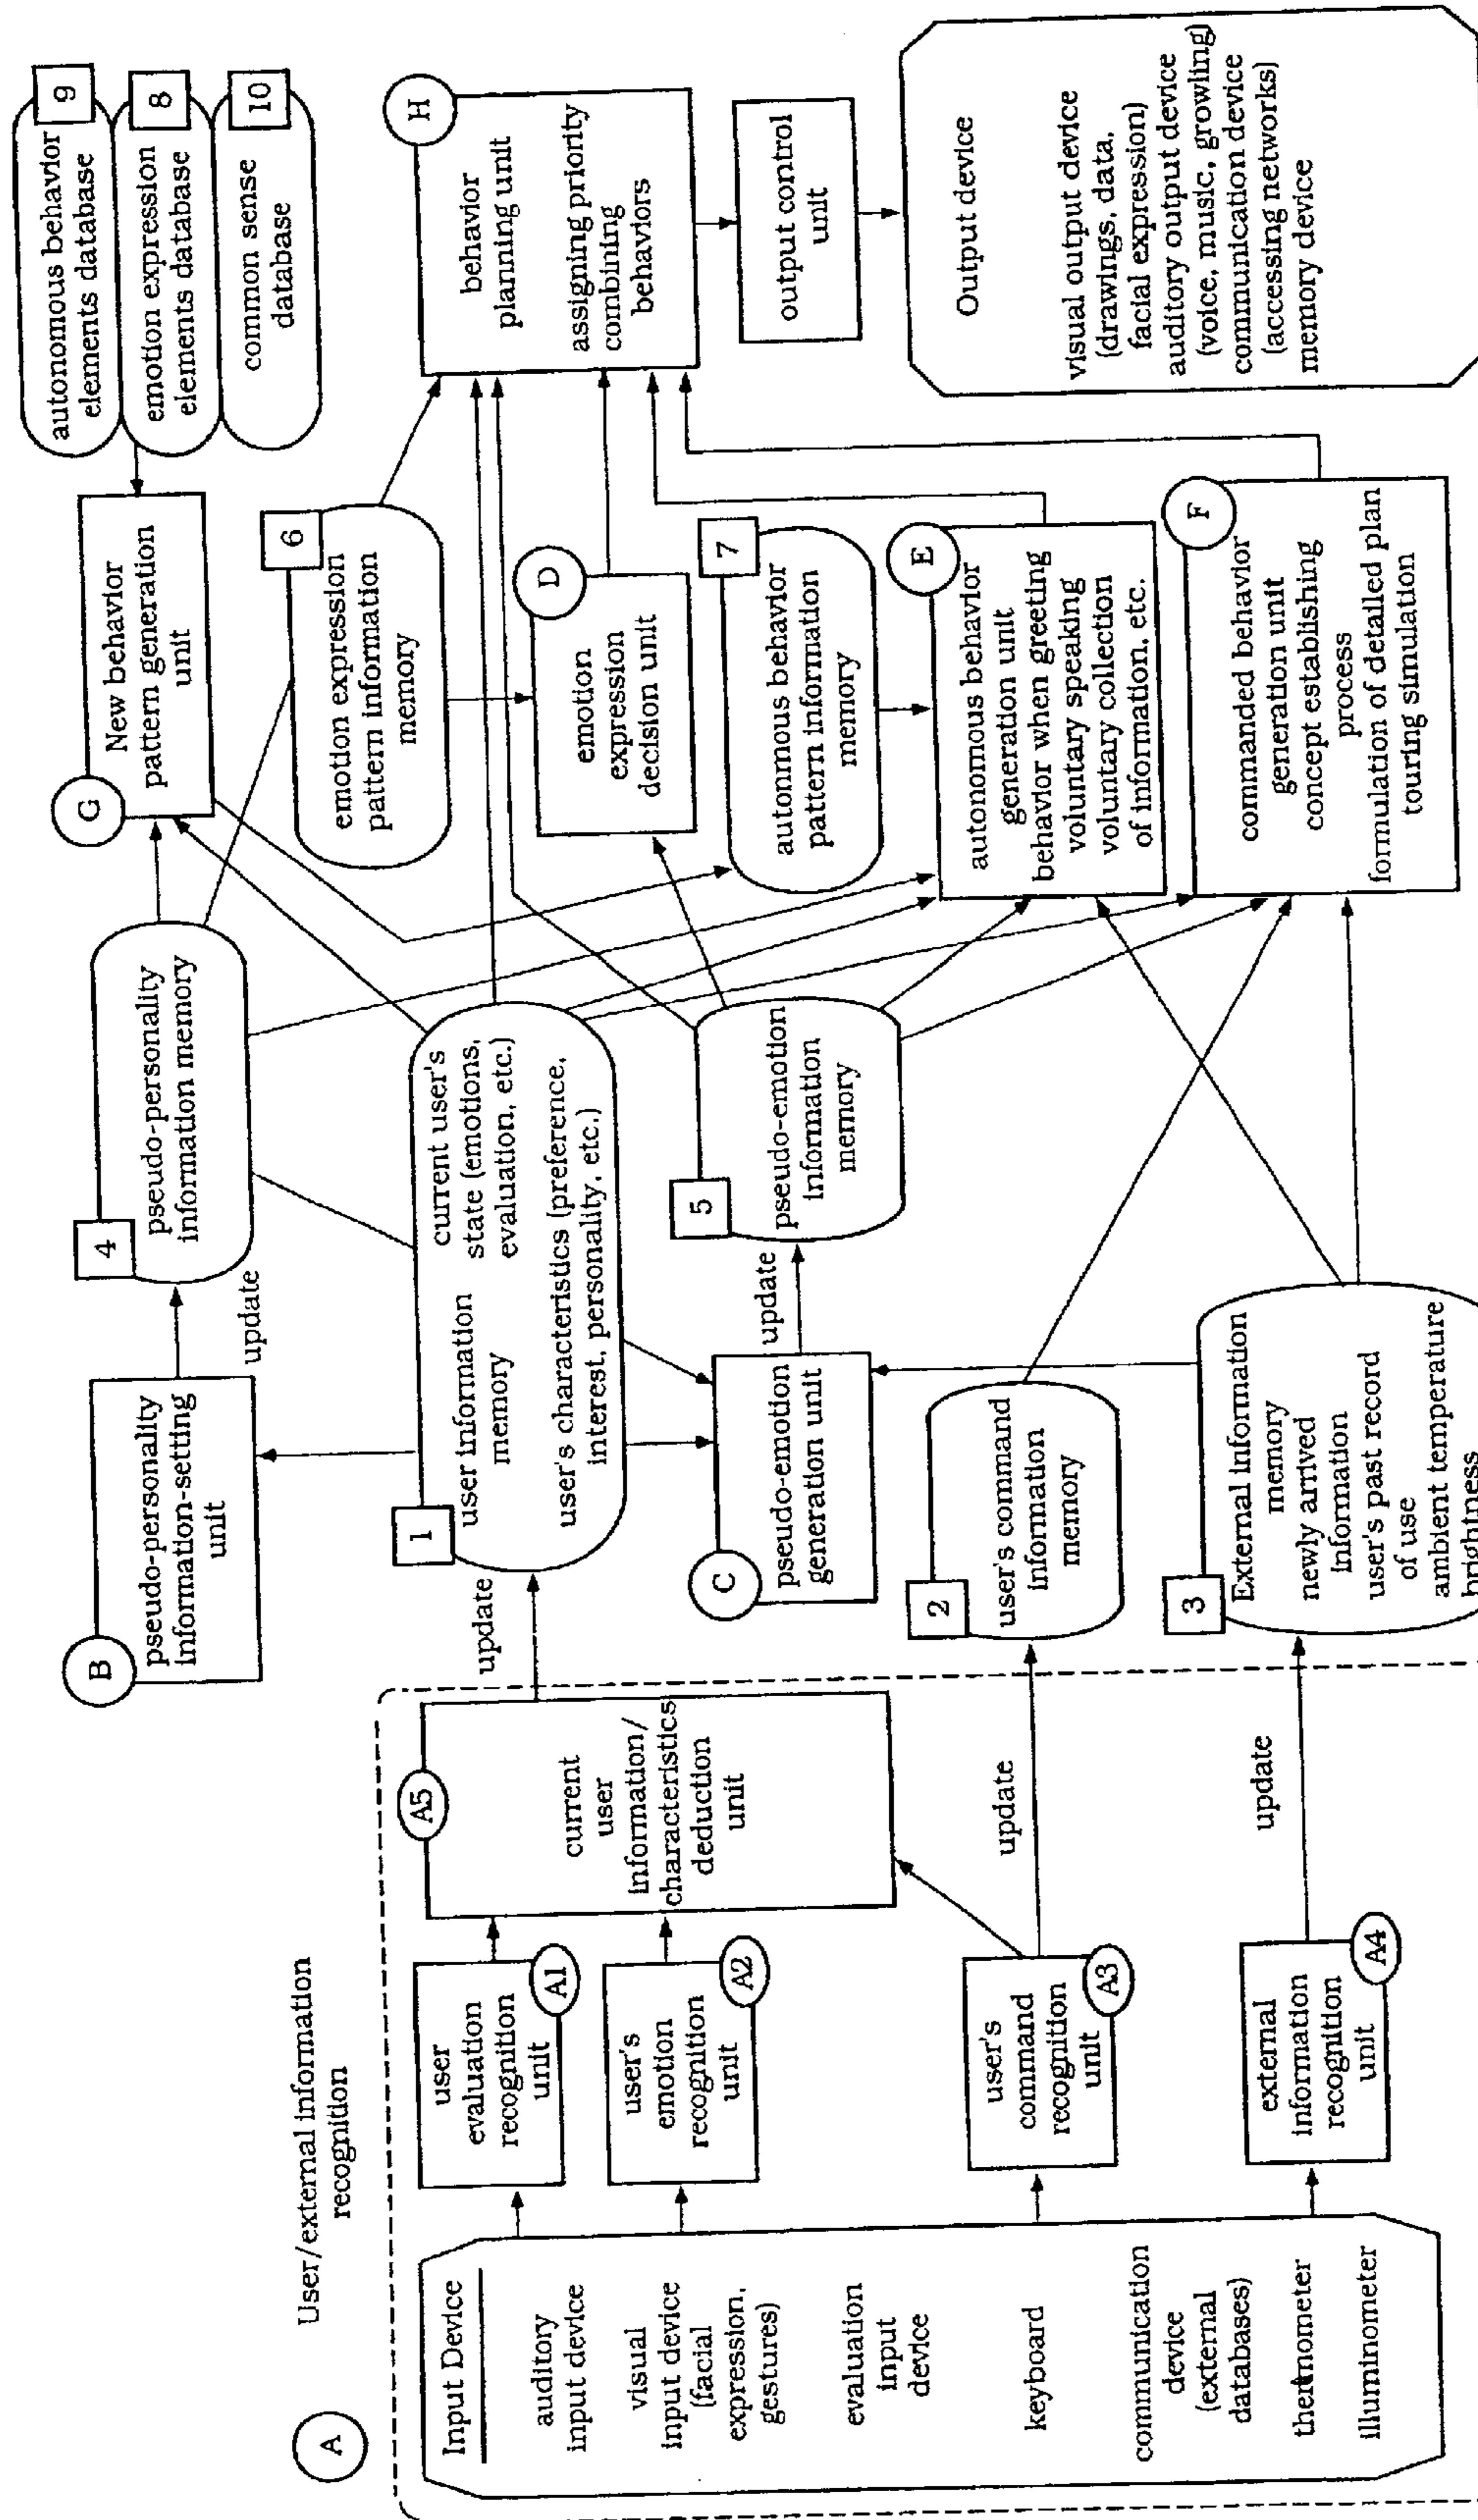 A
User/external information
recognition
Input Device
auditory
input device
visual
input device
(facial
expression,
gestures)
evaluation
input
device
keyboard
communication
device
(external
databases)
thermometer
illuminometer
user
evaluation
recognition
unit
A1
user's
emotion
recognition
unit
A2
user's
command
recognition
unit
A3
external
information
recognition
unit
A4
A5
current
user
information/
characteristics
deduction
unit
update
update
update
B
pseudo-personality
information-setting
unit
update
4
pseudo-personality
information memory
1
user information
memory
current user's
state (emotions,
evaluation, etc.)
user's characteristics (preference,
interest, personality, etc.)
C
pseudo-emotion
generation unit
update
5
pseudo-emotion
information
memory
2
user's command
information
memory
3
External information
memory
newly arrived
information
user's past record
of use
ambient temperature
brightness
G
New behavior
pattern generation
unit
6
emotion expression
pattern information
memory
D
emotion
expression
decision unit
7
autonomous behavior
pattern information
memory
E
autonomous behavior
generation unit
behavior when greeting
voluntary speaking
voluntary collection
of information, etc.
F
commanded behavior
generation unit
concept establishing
process
formulation of detailed plan
touring simulation
9
autonomous behavior
elements database
8
emotion expression
elements database
10
common sense
database
H
behavior
planning unit
assigning priority
combining
behaviors
output control
unit
Output device
visual output device
(drawings, data,
facial expression)
auditory output device
(voice, music, growling)
communication device
(accessing networks)
memory device